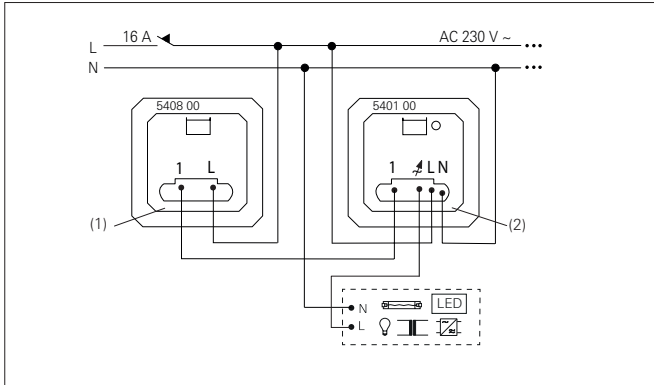 L 16 A AC 230 V ~ •••
N •••
5408 00 5401 00
1 L 1 L N
(1) (2)
N LED
L